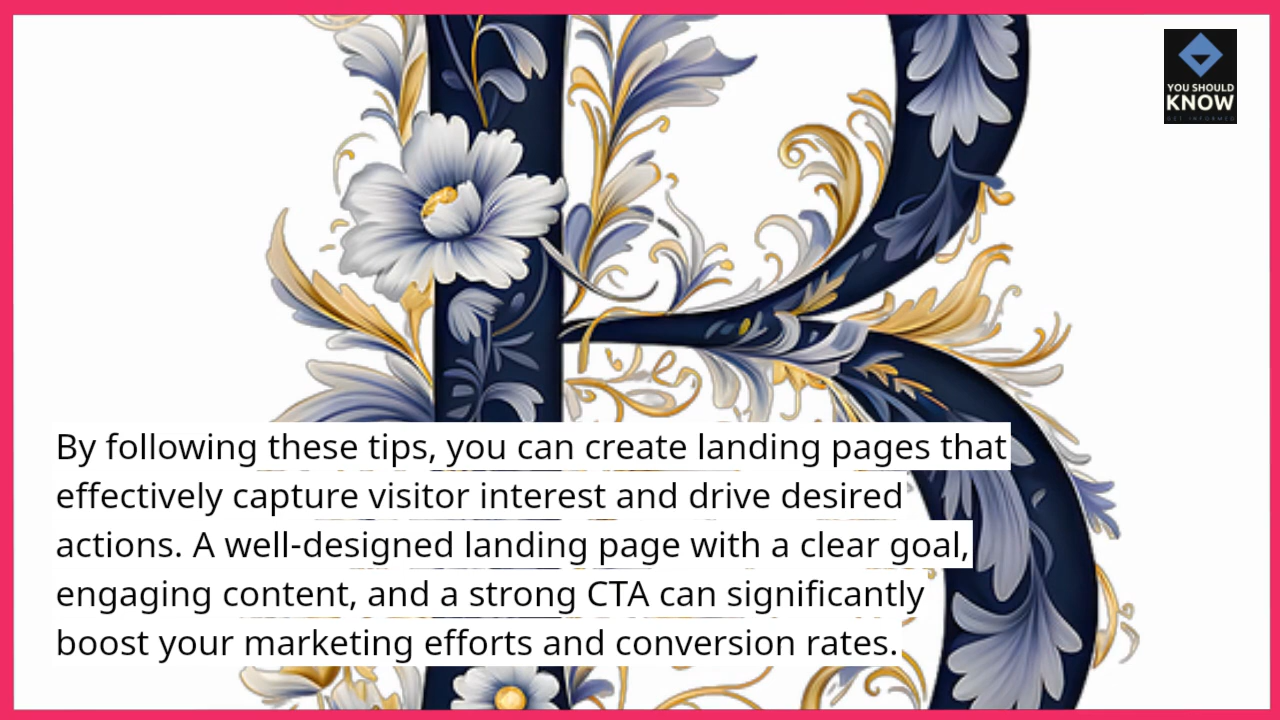 YOU SHOULD
KNOW
GET INFORMED
By following these tips, you can create landing pages that
effectively capture visitor interest and drive desired
actions. A well-designed landing page with a clear goal,
engaging content, and a strong CTA can significantly
boost your marketing efforts and conversion rates.